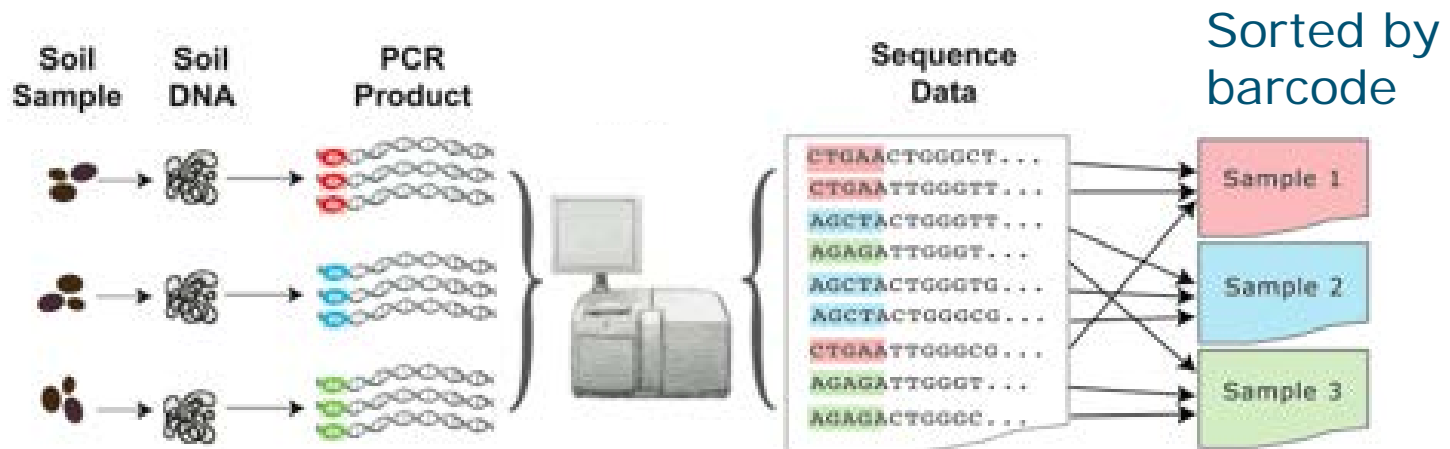 Soil
Sample
Soil
DNA
PCR
Product
Sequence
Data
Sorted by
barcode
CTGAACTGGGCT...
CTGAATTGGGTT...
AGCTACTGGGTT...
AGAGATTGGGT...
AGCTACTGGGTG...
AGCTACTGGGCG...
CTGAATTGGGCG...
AGAGATTGGGT...
AGAGACTGGGC...
Sample 1
Sample 2
Sample 3